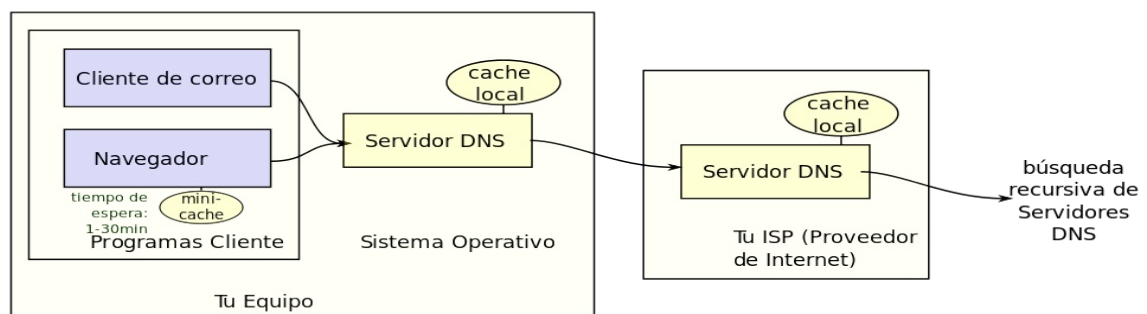 Cliente de correo
Navegador
tiempo de
espera:
1-30min
mini-
cache
Programas Cliente
cache
local
Servidor DNS
Sistema Operativo
Tu Equipo
cache
local
Servidor DNS
Tu ISP (Proveedor
de Internet)
búsqueda
recursiva de
Servidores
DNS